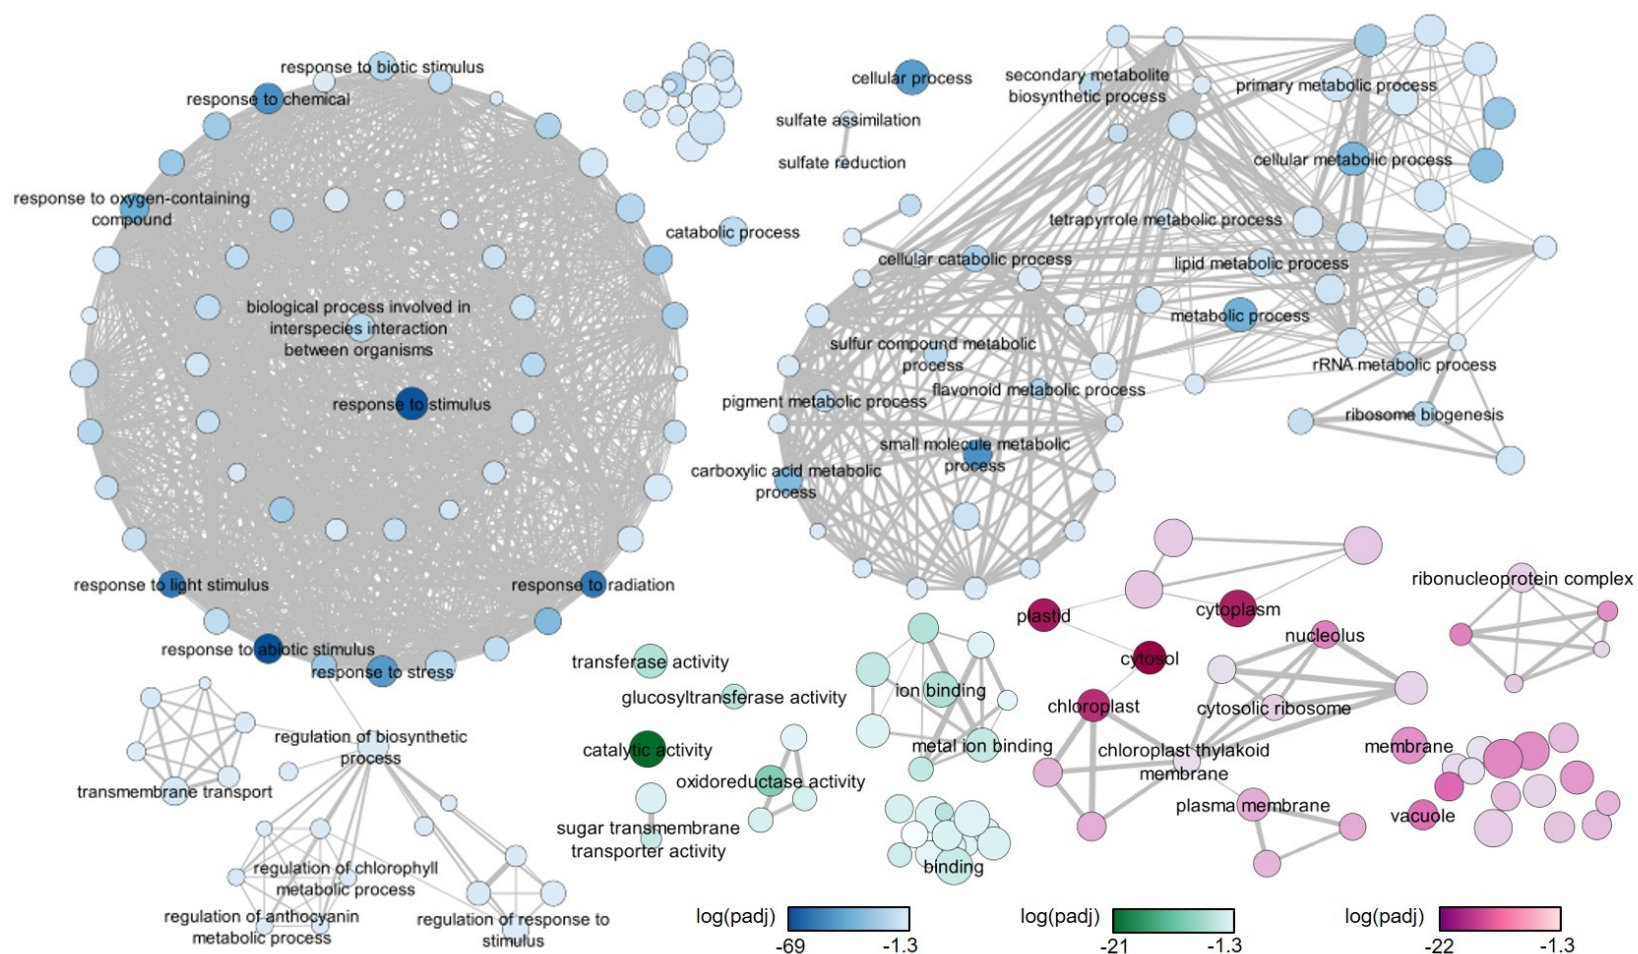 response to biotic stimulus
response to chemical
response to oxygen-containing
compound
biological process involved in
interspecies interaction
between organisms
response to stimulus
response to light stimulus
response to radiation
response to abiotic stimulus
response to stress
cellular process
sulfate assimilation
sulfate reduction
catabolic process
secondary metabolite
biosynthetic process
primary metabolic process
cellular metabolic process
tetrapyrrole metabolic process
cellular catabolic process
lipid metabolic process
metabolic process
sulfur compound metabolic
process
rRNA metabolic process
flavonoid metabolic process
pigment metabolic process
ribosome biogenesis
small molecule metabolic
process
carboxylic acid metabolic
process
regulation of biosynthetic
process
transmembrane transport
regulation of chlorophyll
metabolic process
regulation of anthocyanin
metabolic process
regulation of response to
stimulus
transferase activity
glucosyltransferase activity
catalytic activity
oxidoreductase activity
sugar transmembrane
transporter activity
ion binding
metal ion binding
binding
plastid
cytoplasm
cytosol
nucleolus
chloroplast
cytosolic ribosome
chloroplast thylakoid
membrane
plasma membrane
ribonucleoprotein complex
membrane
vacuole
log(padj)
-69
-1.3
log(padj)
-21
-1.3
log(padj)
-22
-1.3